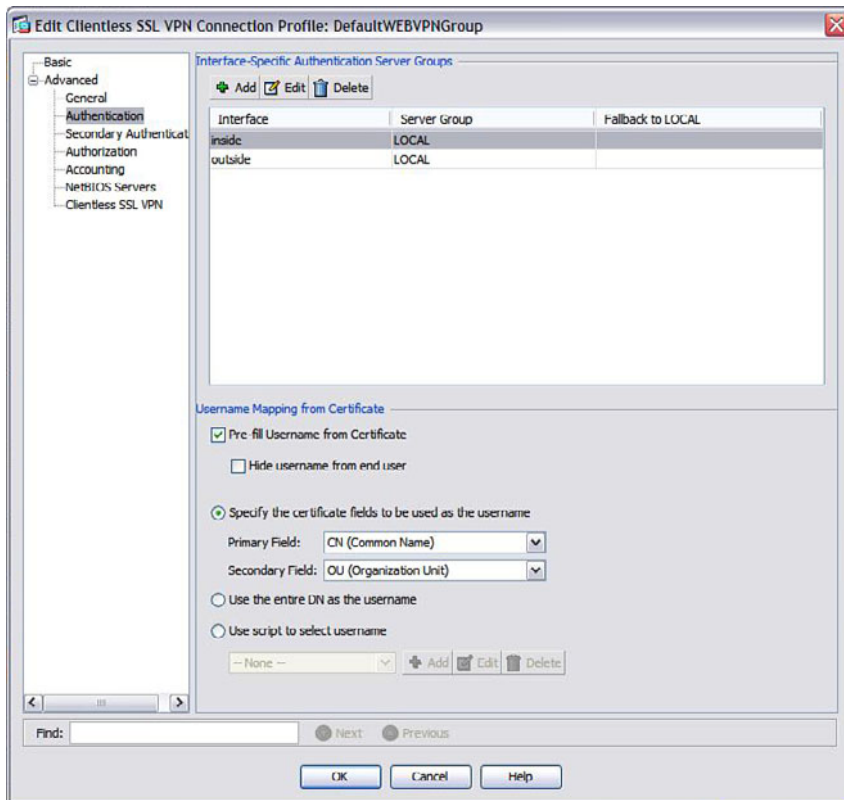 Edit Clientless SSL VPN Connection Profile: DefaultWEBVPNGroup
Basic
Advanced
General
Authentication
Secondary Authenticat
Authorization
Accounting
NetBIOS Servers
Clientless SSL VPN
Interface-Specific Authentication Server Groups
Add Edit Delete
Interface Server Group Fallback to LOCAL
inside LOCAL
outside LOCAL
Username Mapping from Certificate
Pre-fill Username from Certificate
Hide username from end user
Specify the certificate fields to be used as the username
Primary Field: CN (Common Name)
Secondary Field: OU (Organization Unit)
Use the entire DN as the username
Use script to select username
-- None -- Add Edit Delete
Find: Next Previous
OK Cancel Help